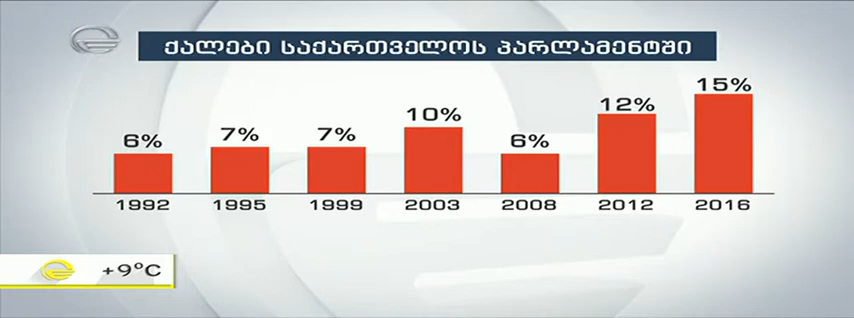 ქალები საქართველოს პარლამენტში
6% 7% 7% 10% 6% 12% 15%
1992 1995 1999 2003 2008 2012 2016
+9°C